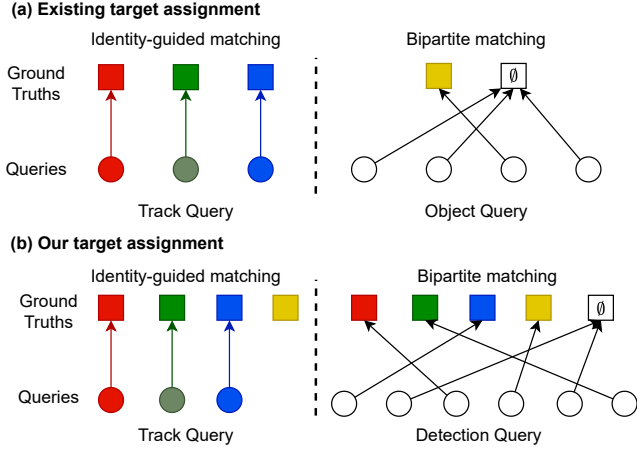 (a) Existing target assignment
Identity-guided matching
Bipartite matching
Ground
Truths
∅
Queries
Track Query
Object Query
(b) Our target assignment
Identity-guided matching
Bipartite matching
Ground
Truths
∅
Queries
Track Query
Detection Query